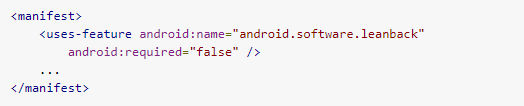 <manifest>
    <uses-feature android:name="android.software.leanback"
        android:required="false" />
    ...
</manifest>